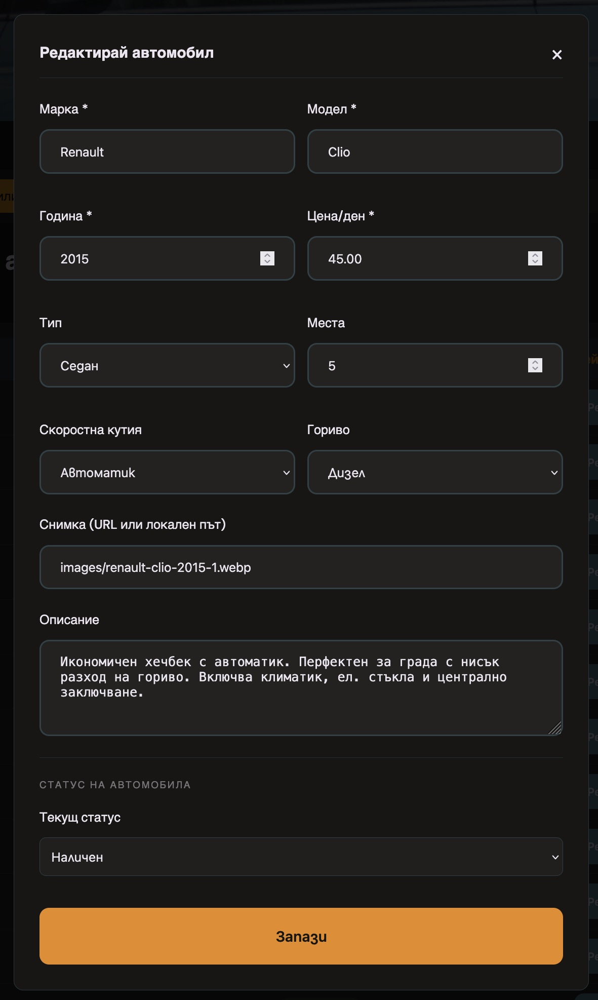 Редактирай автомобил
×
Марка *
Модел *
Renault
Clio
Година *
Цена/ден *
2015
45.00
Тип
Места
Седан
5
Скоростна кутия
Гориво
Автоматик
Дизел
Снимка (URL или локален път)
images/renault-clio-2015-1.webp
Описание
Икономичен хечбек с автоматик. Перфектен за града с нисък
разход на гориво. Включва климатик, ел. стъкла и централно
заключване.
СТАТУС НА АВТОМОБИЛА
Текущ статус
Наличен
Запази